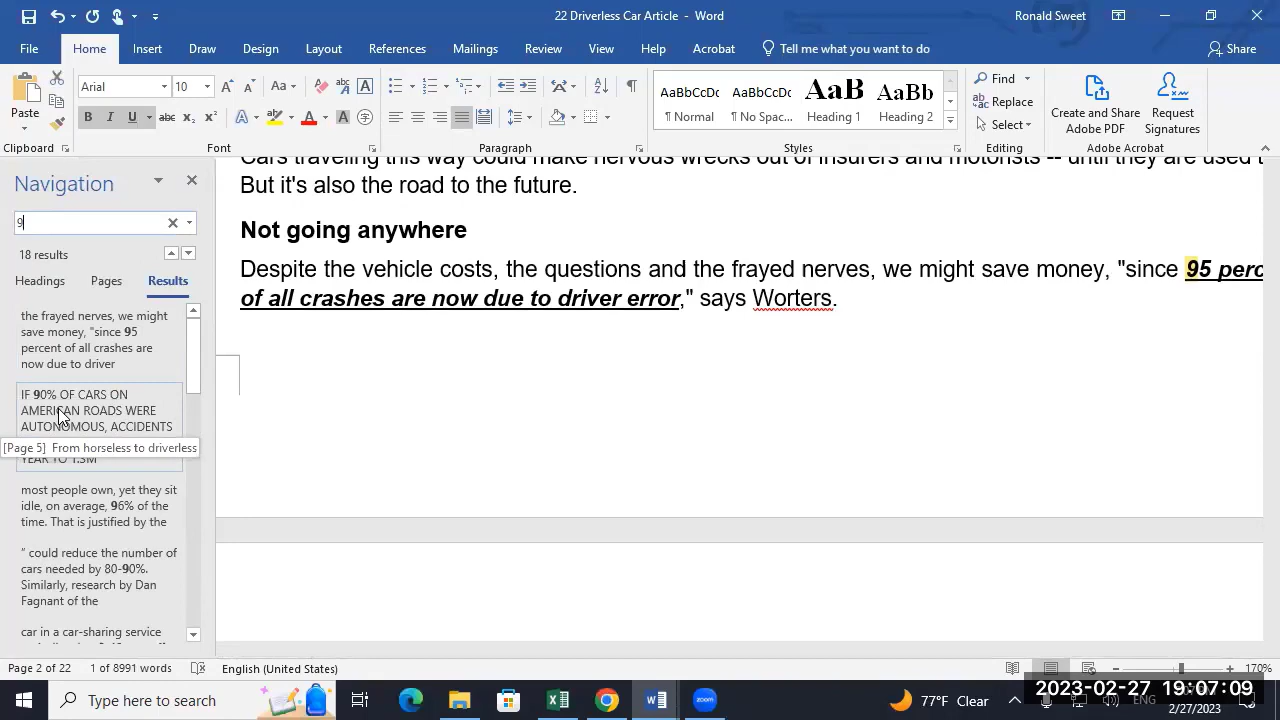 22 Driverless Car Article - Word
Ronald Sweet
File Home Insert Draw Design Layout References Mailings Review View Help Acrobat Tell me what you want to do Share
Paste
Clipboard
Arial 10
Aa
B I U abc x₂ x²
A
Font
Paragraph
AaBbCcDc AaBbCcDc AaBb AaBb
¶ Normal ¶ No Spac... Heading 1 Heading 2
Styles
Find
Replace
Select
Editing
Create and Share
Adobe PDF
Request
Signatures
Adobe Acrobat
Navigation
9
18 results
Headings Pages Results
the frayed nerves, we might
save money, "since 95
percent of all crashes are
now due to driver
IF 90% OF CARS ON
AMERICAN ROADS WERE
AUTONOMOUS, ACCIDENTS
[Page 5] From horseless to driverless
YEAR TO 1.3M
most people own, yet they sit
idle, on average, 96% of the
time. That is justified by the
" could reduce the number of
cars needed by 80-90%.
Similarly, research by Dan
Fagnant of the
car in a car-sharing service
Cars traveling this way could make nervous wrecks out of insurers and motorists -- until they are used t
But it's also the road to the future.
Not going anywhere
Despite the vehicle costs, the questions and the frayed nerves, we might save money, "since 95 perc
of all crashes are now due to driver error," says Worters.
Page 2 of 22 1 of 8991 words English (United States)
170%
Type here to search
zoom
77°F Clear
ENG
2023-02-27 19:07:09
2/27/2023